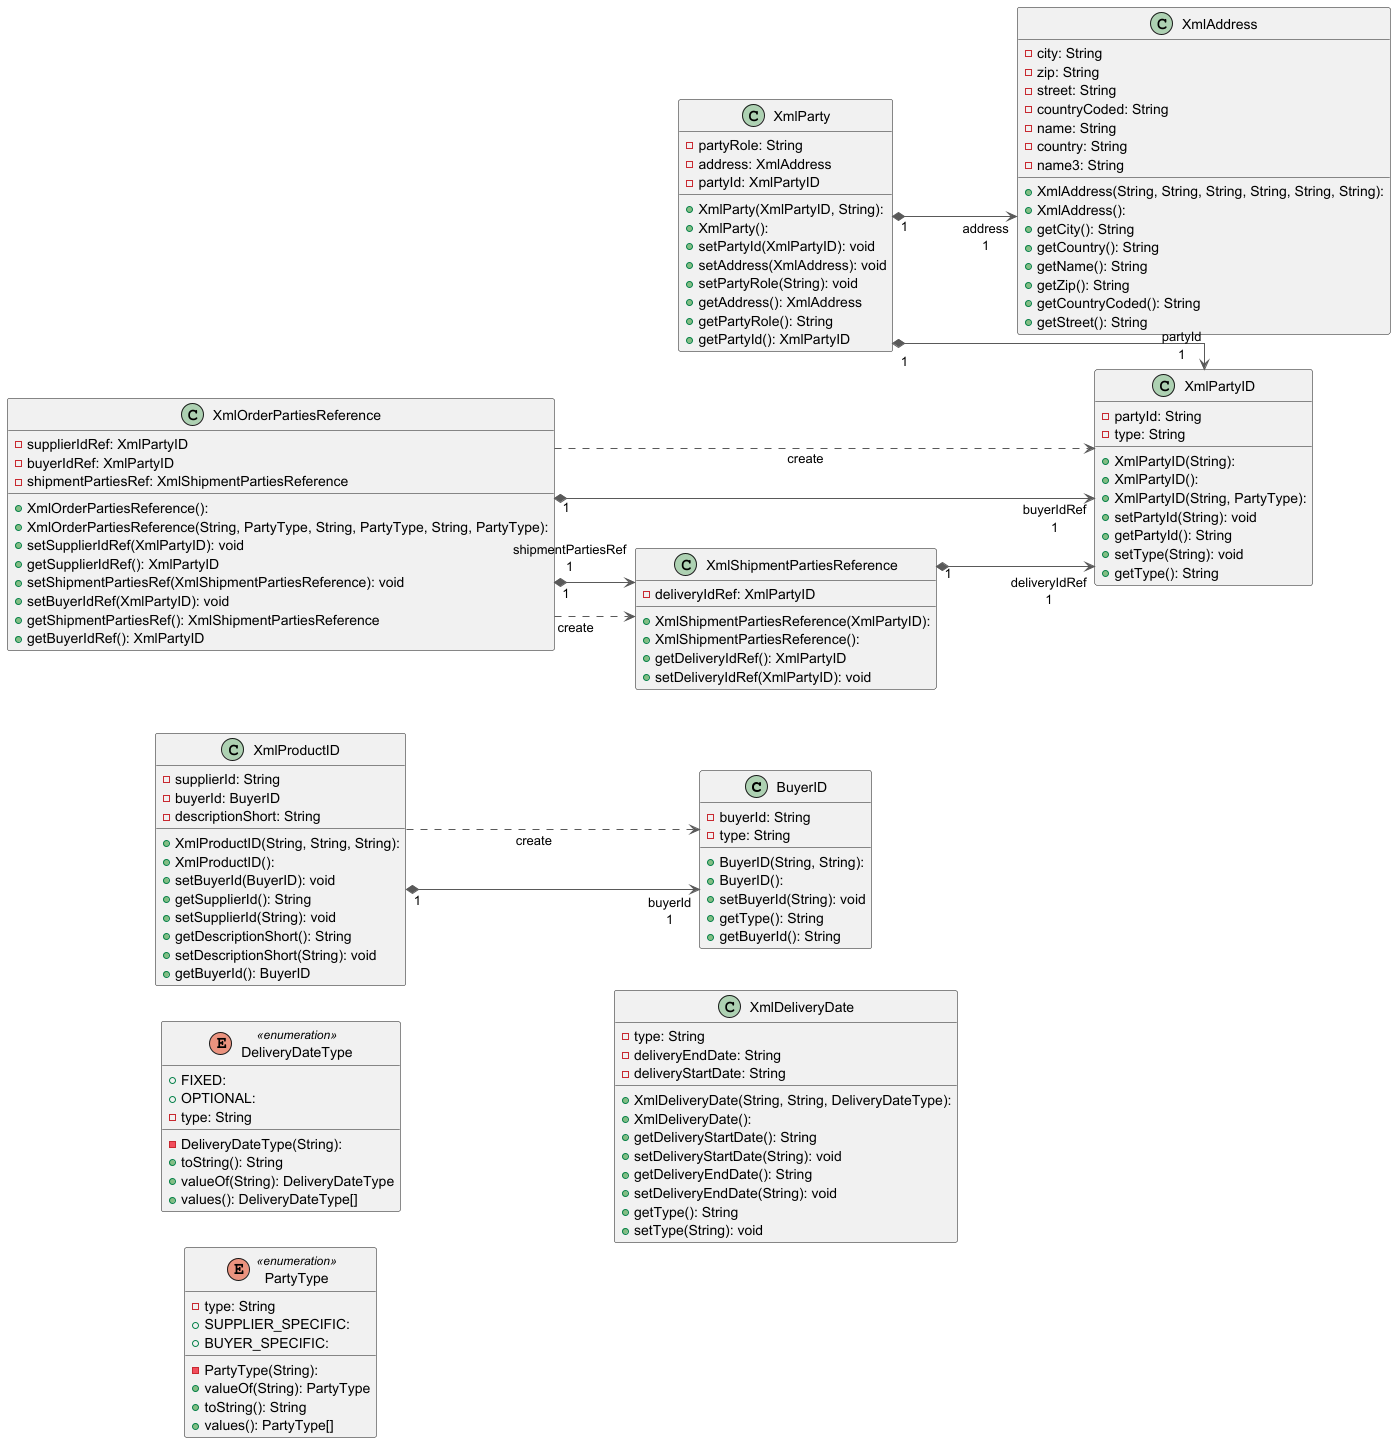 C XmlAddress
city: String
zip: String
street: String
countryCoded: String
name: String
country: String
name3: String
XmlAddress(String, String, String, String, String, String):
XmlAddress():
getCity(): String
getCountry(): String
getName(): String
getZip(): String
getCountryCoded(): String
getStreet(): String
C XmlParty
partyRole: String
address: XmlAddress
partyId: XmlPartyID
XmlParty(XmlPartyID, String):
XmlParty():
setPartyId(XmlPartyID): void
setAddress(XmlAddress): void
setPartyRole(String): void
getAddress(): XmlAddress
getPartyRole(): String
getPartyId(): XmlPartyID
1
address
1
1
partyId
1
C XmlPartyID
partyId: String
type: String
XmlPartyID(String):
XmlPartyID():
XmlPartyID(String, PartyType):
setPartyId(String): void
getPartyId(): String
setType(String): void
getType(): String
C XmlOrderPartiesReference
supplierIdRef: XmlPartyID
buyerIdRef: XmlPartyID
shipmentPartiesRef: XmlShipmentPartiesReference
XmlOrderPartiesReference():
XmlOrderPartiesReference(String, PartyType, String, PartyType, String, PartyType):
setSupplierIdRef(XmlPartyID): void
getSupplierIdRef(): XmlPartyID
setShipmentPartiesRef(XmlShipmentPartiesReference): void
setBuyerIdRef(XmlPartyID): void
getShipmentPartiesRef(): XmlShipmentPartiesReference
getBuyerIdRef(): XmlPartyID
create
1
buyerIdRef
1
shipmentPartiesRef
1
1
create
C XmlShipmentPartiesReference
deliveryIdRef: XmlPartyID
XmlShipmentPartiesReference(XmlPartyID):
XmlShipmentPartiesReference():
getDeliveryIdRef(): XmlPartyID
setDeliveryIdRef(XmlPartyID): void
1
deliveryIdRef
1
C XmlProductID
supplierId: String
buyerId: BuyerID
descriptionShort: String
XmlProductID(String, String, String):
XmlProductID():
setBuyerId(BuyerID): void
getSupplierId(): String
setSupplierId(String): void
getDescriptionShort(): String
setDescriptionShort(String): void
getBuyerId(): BuyerID
create
1
buyerId
1
C BuyerID
buyerId: String
type: String
BuyerID(String, String):
BuyerID():
setBuyerId(String): void
getType(): String
getBuyerId(): String
E «enumeration»
DeliveryDateType
FIXED:
OPTIONAL:
type: String
DeliveryDateType(String):
toString(): String
valueOf(String): DeliveryDateType
values(): DeliveryDateType[]
C XmlDeliveryDate
type: String
deliveryEndDate: String
deliveryStartDate: String
XmlDeliveryDate(String, String, DeliveryDateType):
XmlDeliveryDate():
getDeliveryStartDate(): String
setDeliveryStartDate(String): void
getDeliveryEndDate(): String
setDeliveryEndDate(String): void
getType(): String
setType(String): void
E «enumeration»
PartyType
type: String
SUPPLIER_SPECIFIC:
BUYER_SPECIFIC:
PartyType(String):
valueOf(String): PartyType
toString(): String
values(): PartyType[]